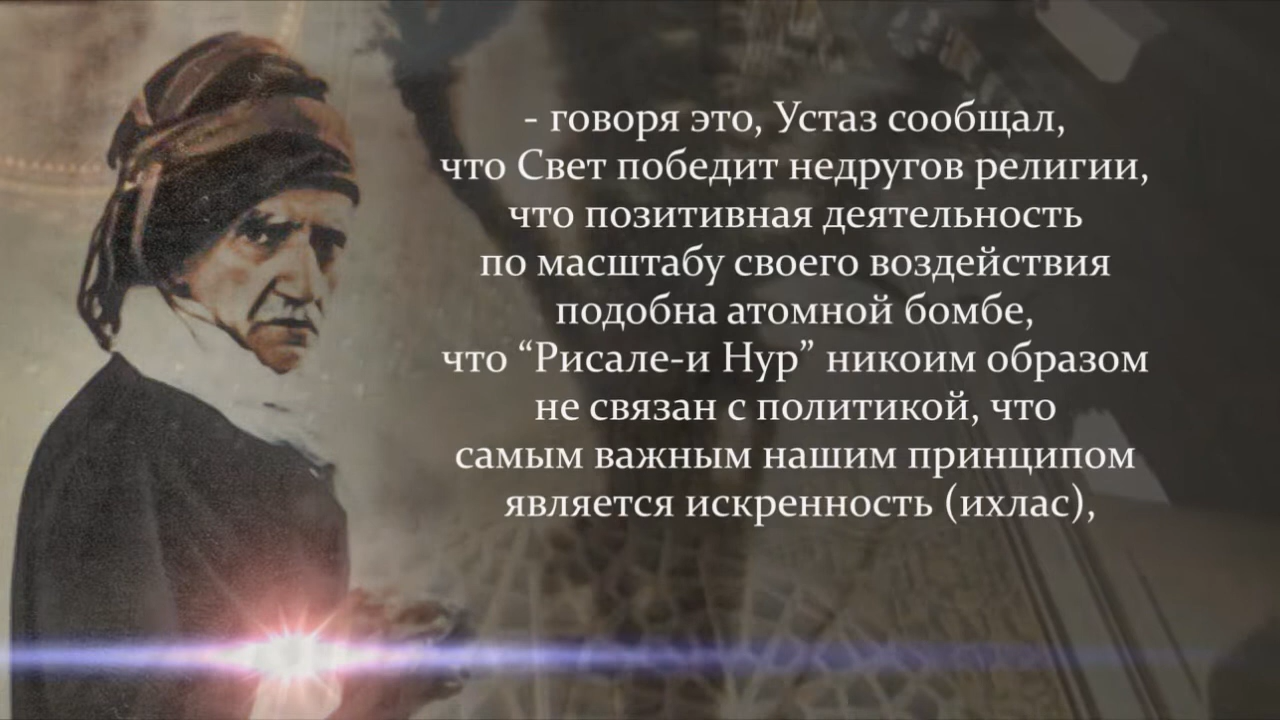 - говоря это, Устаз сообщал,
что Свет победит недругов религии,
что позитивная деятельность
по масштабу своего воздействия
подобна атомной бомбе,
что “Рисале-и Нур” никоим образом
не связан с политикой, что
самым важным нашим принципом
является искренность (ихлас),